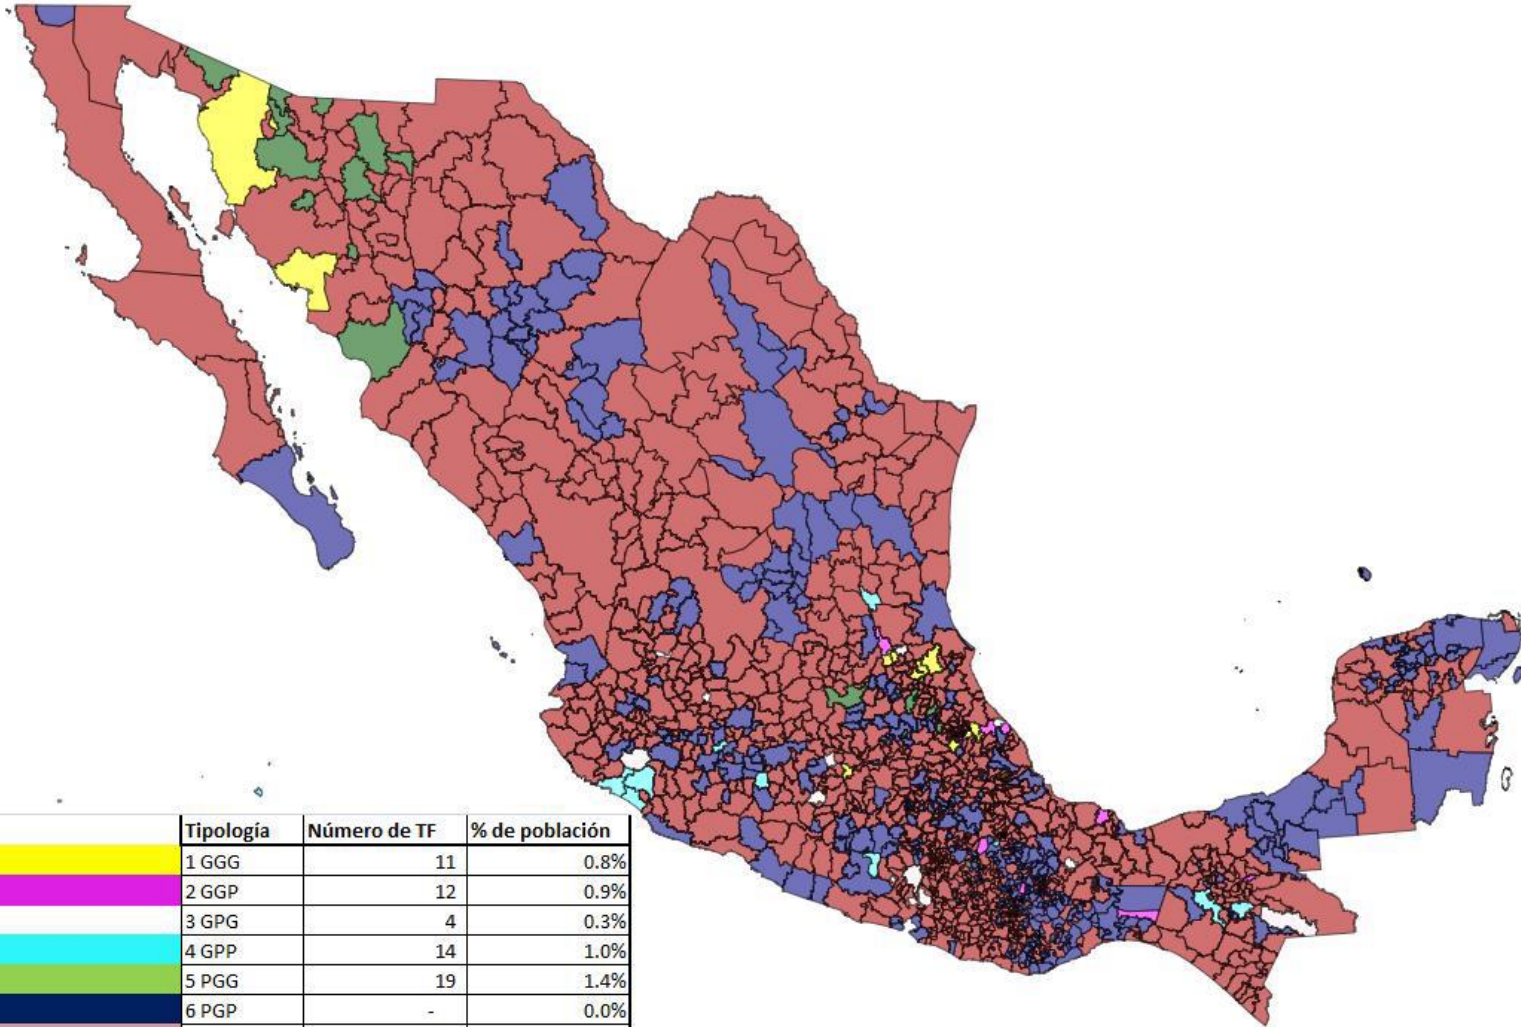 Tipología Número de TF % de población
1 GGG 11 0.8%
2 GGP 12 0.9%
3 GPG 4 0.3%
4 GPP 14 1.0%
5 PGG 19 1.4%
6 PGP - 0.0%